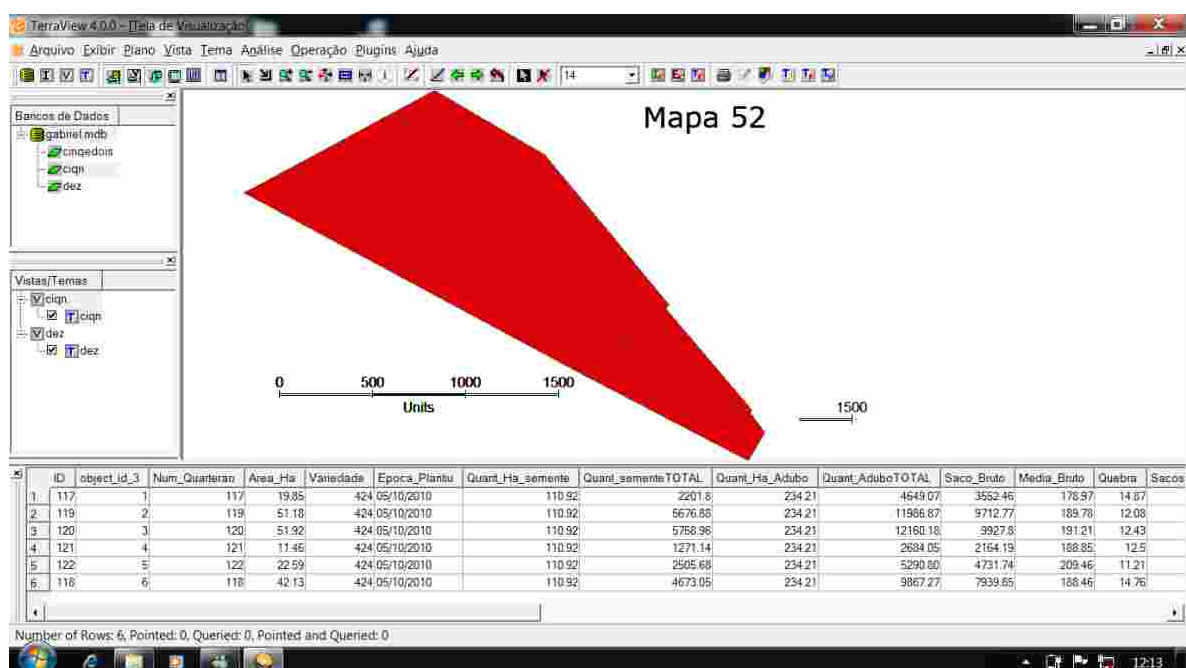 TerraView 4.0.0 - [Tela de Visualização]
Arquivo Exibir Plano Vista Tema Análise Operação Plugins Ajuda
14
Bancos de Dados
gabriel.mdb
cinqedois
ciqn
dez
Vistas/Temas
ciqn
ciqn
dez
dez
Mapa 52
0 500 1000 1500
Units
1500
ID object_id_3 Num_Quarterao Area_Ha Variedade Epoca_Plantiu Quant_Ha_semente Quant_sementeTOTAL Quant_Ha_Adubo Quant_AduboTOTAL Saco_Bruto Media_Bruto Quebra Sacos
1 117 1 117 19.85 424 05/10/2010 110.92 2201.8 234.21 4649.07 3552.46 178.97 14.87
2 119 2 119 51.18 424 05/10/2010 110.92 5676.88 234.21 11986.87 9712.77 189.78 12.08
3 120 3 120 51.92 424 05/10/2010 110.92 5758.96 234.21 12160.18 9927.8 191.21 12.43
4 121 4 121 11.46 424 05/10/2010 110.92 1271.14 234.21 2684.05 2164.19 188.85 12.5
5 122 5 122 22.59 424 05/10/2010 110.92 2505.68 234.21 5290.80 4731.74 209.46 11.21
6 118 6 118 42.13 424 05/10/2010 110.92 4673.05 234.21 9867.27 7939.85 188.46 14.76
Number of Rows: 6, Pointed: 0, Queried: 0, Pointed and Queried: 0
12:13